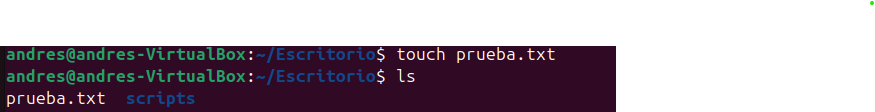 andres@andres-VirtualBox:~/Escritorio$ touch prueba.txt
andres@andres-VirtualBox:~/Escritorio$ ls
prueba.txt  scripts